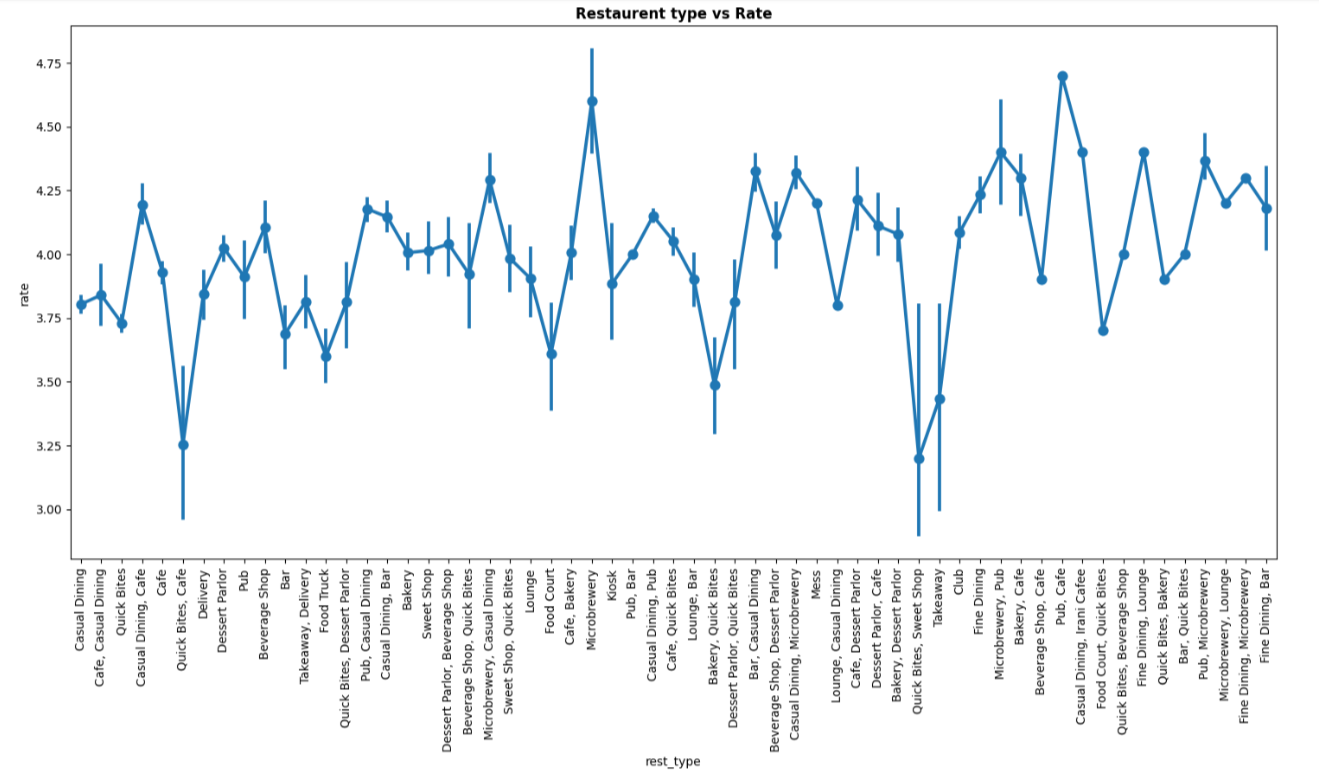 Restaurent type vs Rate
4.75
4.50
4.25
4.00
3.75
3.50
3.25
3.00
rate
Casual Dining
Cafe, Casual Dining
Quick Bites
Casual Dining, Cafe
Cafe
Quick Bites, Cafe
Delivery
Dessert Parlor
Pub
Beverage Shop
Bar
Takeaway, Delivery
Food Truck
Quick Bites, Dessert Parlor
Pub, Casual Dining
Casual Dining, Bar
Bakery
Sweet Shop
Dessert Parlor, Beverage Shop
Beverage Shop, Quick Bites
Microbrewery, Casual Dining
Sweet Shop, Quick Bites
Lounge
Food Court
Cafe, Bakery
Microbrewery
Kiosk
Pub, Bar
Casual Dining, Pub
Cafe, Quick Bites
Lounge, Bar
Bakery, Quick Bites
Dessert Parlor, Quick Bites
Bar, Casual Dining
Beverage Shop, Dessert Parlor
Casual Dining, Microbrewery
Mess
Lounge, Casual Dining
Cafe, Dessert Parlor
Dessert Parlor, Cafe
Bakery, Dessert Parlor
Quick Bites, Sweet Shop
Takeaway
Club
Fine Dining
Microbrewery, Pub
Bakery, Cafe
Beverage Shop, Cafe
Pub, Cafe
Casual Dining, Irani Cafee
Food Court, Quick Bites
Quick Bites, Beverage Shop
Fine Dining, Lounge
Quick Bites, Bakery
Bar, Quick Bites
Pub, Microbrewery
Microbrewery, Lounge
Fine Dining, Microbrewery
Fine Dining, Bar
rest_type